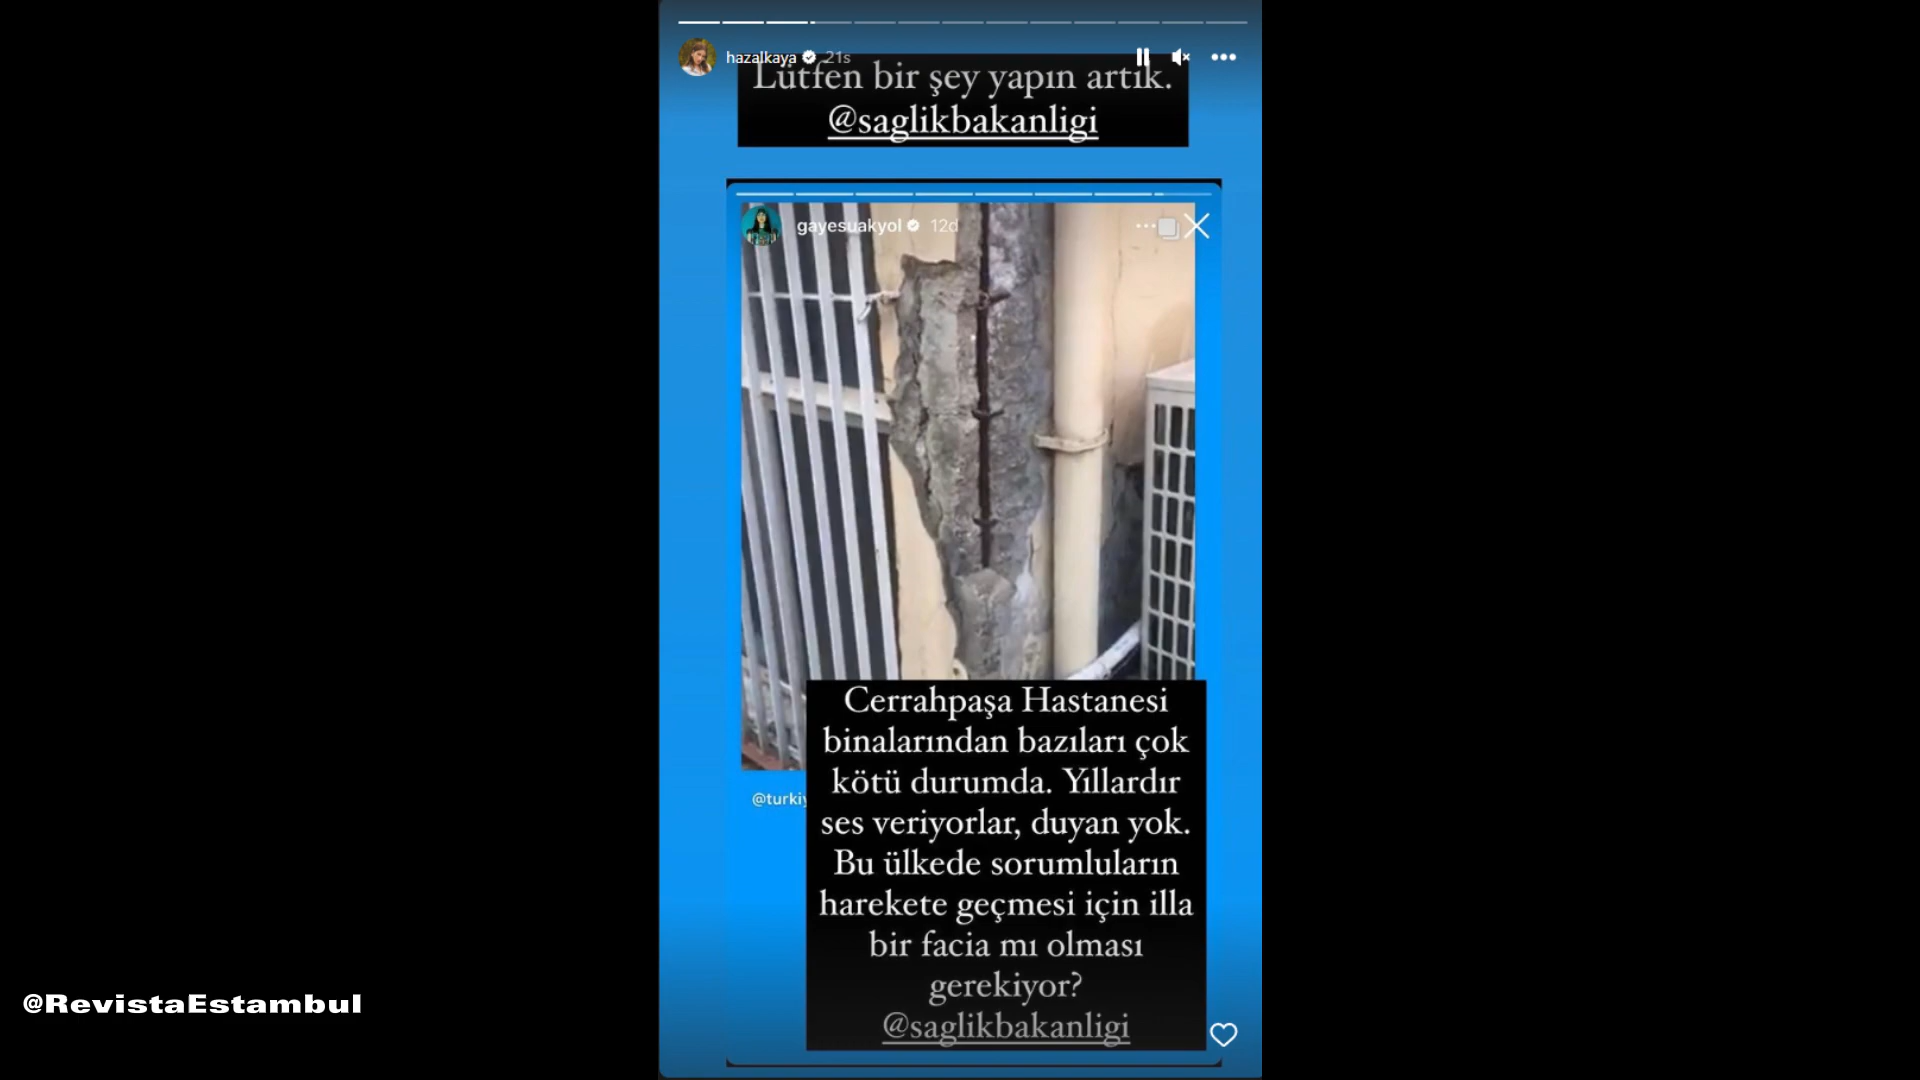 hazalkaya 21s
Lütfen bir şey yapın artık.
@saglikbakanligi
gayesuakyol 12d
Cerrahpaşa Hastanesi
binalarından bazıları çok
kötü durumda. Yıllardır
@turkiy
ses veriyorlar, duyan yok.
Bu ülkede sorumluların
harekete geçmesi için illa
bir facia mı olması
gerekiyor?
@saglikbakanligi
@RevistaEstambul